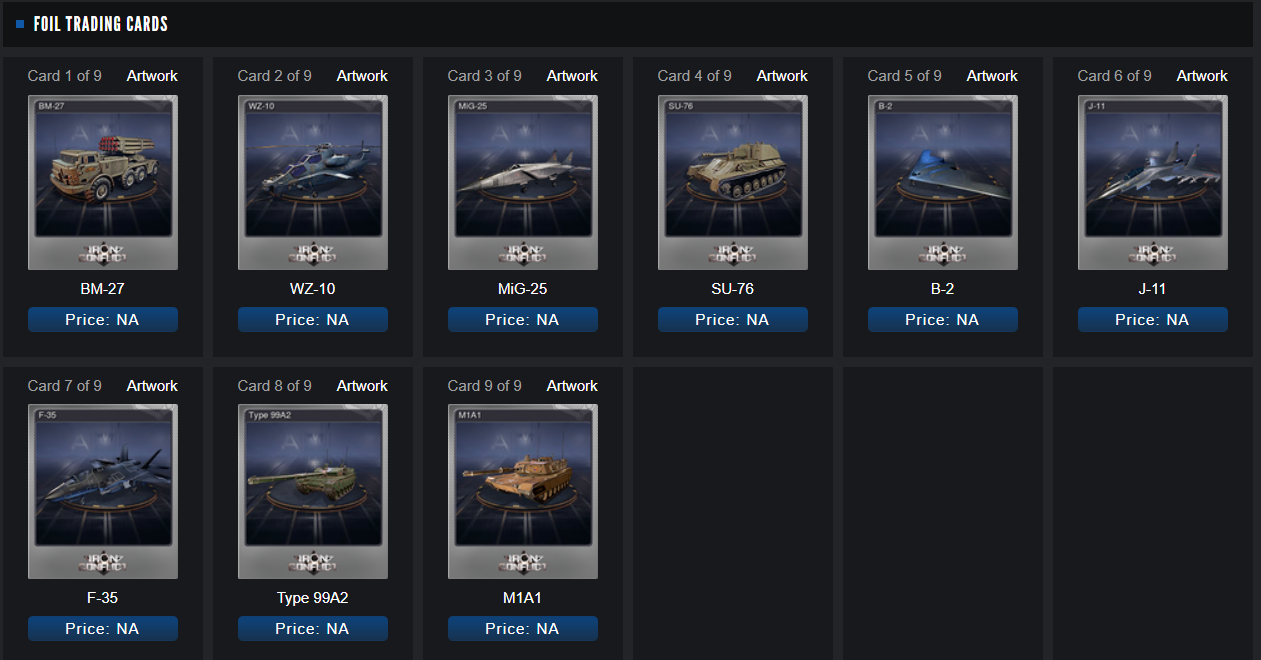 FOIL TRADING CARDS
Card 1 of 9 Artwork
BM-27
IRON CONFLICT
BM-27
Price: NA
Card 2 of 9 Artwork
WZ-10
IRON CONFLICT
WZ-10
Price: NA
Card 3 of 9 Artwork
MiG-25
IRON CONFLICT
MiG-25
Price: NA
Card 4 of 9 Artwork
SU-76
IRON CONFLICT
SU-76
Price: NA
Card 5 of 9 Artwork
B-2
IRON CONFLICT
B-2
Price: NA
Card 6 of 9 Artwork
J-11
IRON CONFLICT
J-11
Price: NA
Card 7 of 9 Artwork
F-35
IRON CONFLICT
F-35
Price: NA
Card 8 of 9 Artwork
Type 99A2
IRON CONFLICT
Type 99A2
Price: NA
Card 9 of 9 Artwork
M1A1
IRON CONFLICT
M1A1
Price: NA